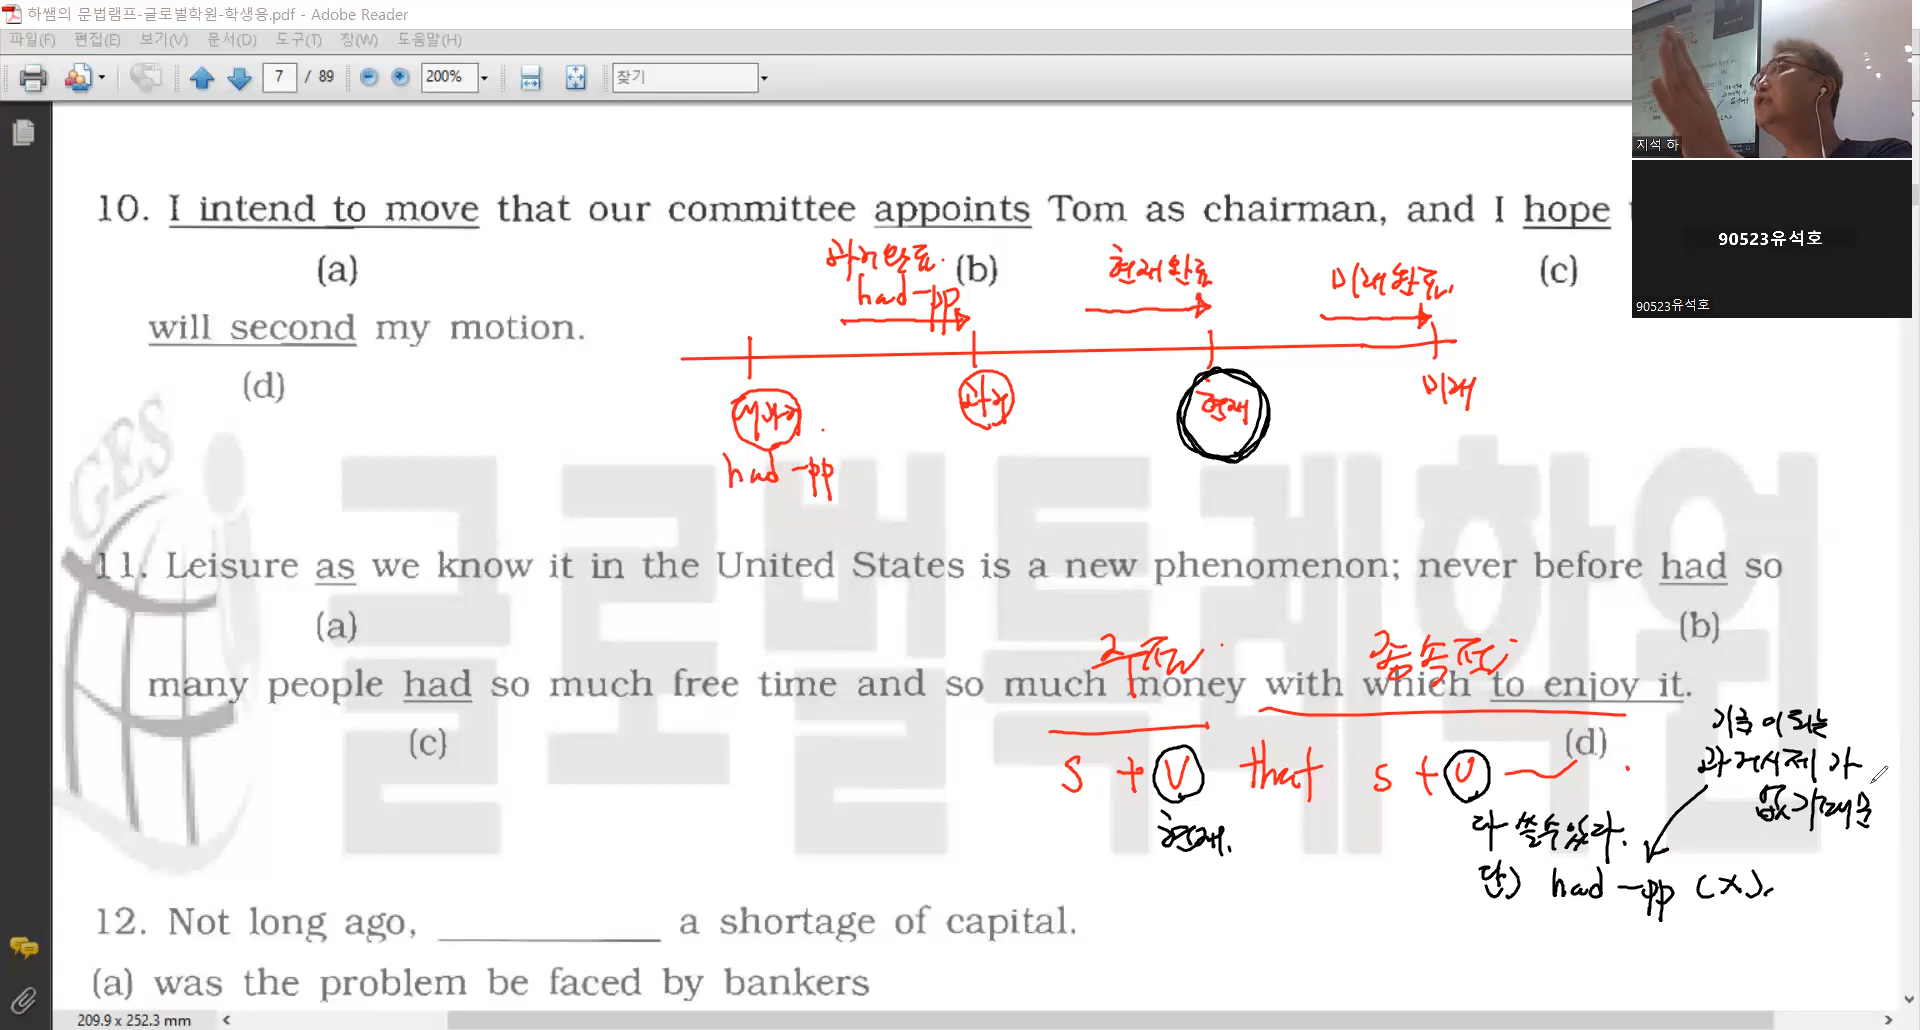 하쌤의 문법램프-글로벌학원-학생용.pdf - Adobe Reader
파일(F) 편집(E) 보기(V) 문서(D) 도구(T) 창(W) 도움말(H)
7 / 89 200% 찾기
지석 하
90523유석호
90523유석호
10. I intend to move that our committee appoints Tom as chairman, and I hope
(a) (b) (c)
과거완료. 현재완료 미래완료.
had -pp
will second my motion.
(d)
과거 현재 미래
had -pp
GES
글로벌특례학원
11. Leisure as we know it in the United States is a new phenomenon; never before had so
(a) (b)
주절 종속절
many people had so much free time and so much money with which to enjoy it.
(c) (d)
S + V that S + V
현재.
기준이 되는
과거시제가
없기 때문
다 쓸 수 있다.
단) had -pp (X).
12. Not long ago, __________ a shortage of capital.
(a) was the problem be faced by bankers
209.9 x 252.3 mm